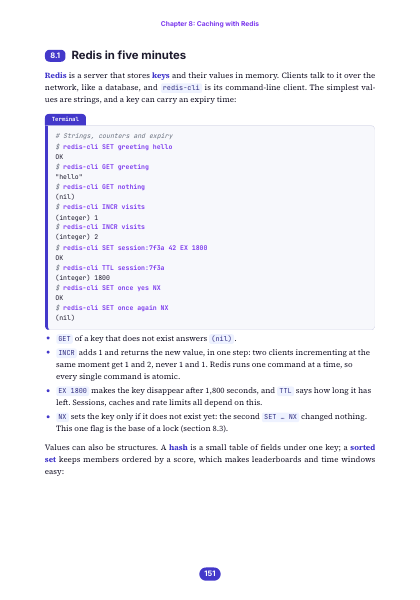 Chapter 8: Caching with Redis
8.1 Redis in five minutes
Redis is a server that stores keys and their values in memory. Clients talk to it over the
network, like a database, and redis-cli is its command-line client. The simplest val-
ues are strings, and a key can carry an expiry time:
Terminal
# Strings, counters and expiry
$ redis-cli SET greeting hello
OK
$ redis-cli GET greeting
"hello"
$ redis-cli GET nothing
(nil)
$ redis-cli INCR visits
(integer) 1
$ redis-cli INCR visits
(integer) 2
$ redis-cli SET session:7f3a 42 EX 1800
OK
$ redis-cli TTL session:7f3a
(integer) 1800
$ redis-cli SET once yes NX
OK
$ redis-cli SET once again NX
(nil)
• GET of a key that does not exist answers (nil).
• INCR adds 1 and returns the new value, in one step: two clients incrementing at the
same moment get 1 and 2, never 1 and 1. Redis runs one command at a time, so
every single command is atomic.
• EX 1800 makes the key disappear after 1,800 seconds, and TTL says how long it has
left. Sessions, caches and rate limits all depend on this.
• NX sets the key only if it does not exist yet: the second SET … NX changed nothing.
This one flag is the base of a lock (section 8.3).
Values can also be structures. A hash is a small table of fields under one key; a sorted
set keeps members ordered by a score, which makes leaderboards and time windows
easy:
151